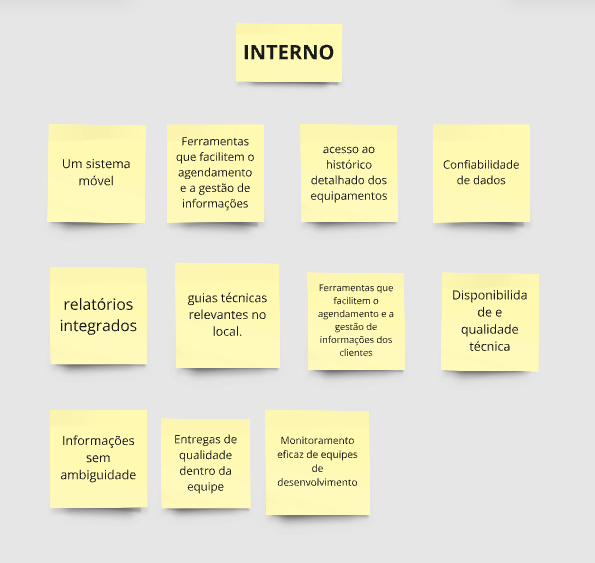 INTERNO
Um sistema
móvel
Ferramentas
que facilitem o
agendamento
e a gestão de
informações
acesso ao
histórico
detalhado dos
equipamentos
Confiabilidade
de dados
relatórios
integrados
guias técnicas
relevantes no
local.
Ferramentas que
facilitem o
agendamento e a
gestão de
informações dos
clientes
Disponibilida
de e
qualidade
técnica
Informações
sem
ambiguidade
Entregas de
qualidade
dentro da
equipe
Monitoramento
eficaz de equipes
de
desenvolvimento